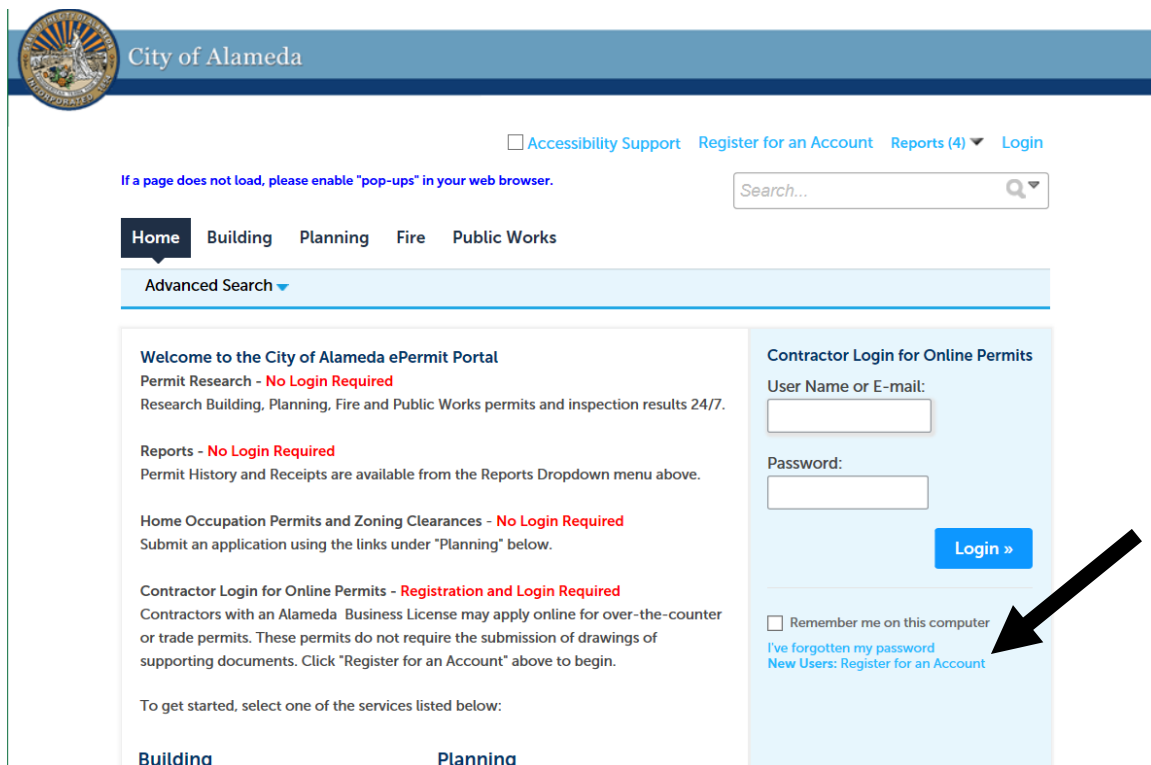 City of Alameda
Accessibility Support Register for an Account Reports (4) Login
If a page does not load, please enable "pop-ups" in your web browser.
Search...
Home Building Planning Fire Public Works
Advanced Search
Welcome to the City of Alameda ePermit Portal
Permit Research - No Login Required
Research Building, Planning, Fire and Public Works permits and inspection results 24/7.
Reports - No Login Required
Permit History and Receipts are available from the Reports Dropdown menu above.
Home Occupation Permits and Zoning Clearances - No Login Required
Submit an application using the links under "Planning" below.
Contractor Login for Online Permits - Registration and Login Required
Contractors with an Alameda Business License may apply online for over-the-counter
or trade permits. These permits do not require the submission of drawings of
supporting documents. Click "Register for an Account" above to begin.
To get started, select one of the services listed below:
Building Planning
Contractor Login for Online Permits
User Name or E-mail:
Password:
Login »
Remember me on this computer
I've forgotten my password
New Users: Register for an Account